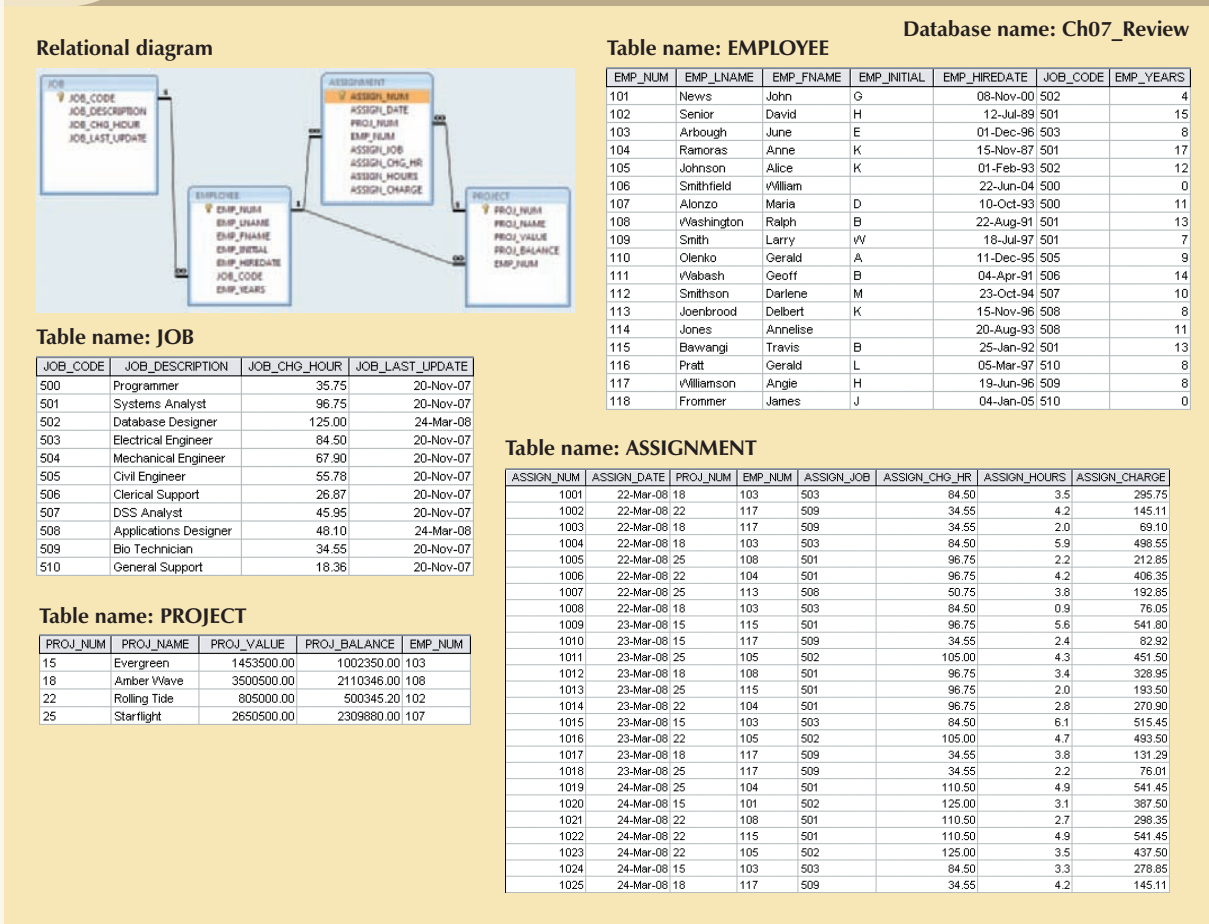 Database name: Ch07_Review
Relational diagram
JOB
JOB_CODE
JOB_DESCRIPTION
JOB_CHG_HOUR
JOB_LAST_UPDATE
1
∞
EMPLOYEE
EMP_NUM
EMP_LNAME
EMP_FNAME
EMP_INITIAL
EMP_HIREDATE
JOB_CODE
EMP_YEARS
1
∞
ASSIGNMENT
ASSIGN_NUM
ASSIGN_DATE
PROJ_NUM
EMP_NUM
ASSIGN_JOB
ASSIGN_CHG_HR
ASSIGN_HOURS
ASSIGN_CHARGE
∞
1
PROJECT
PROJ_NUM
PROJ_NAME
PROJ_VALUE
PROJ_BALANCE
EMP_NUM
∞
Table name: EMPLOYEE
EMP_NUM EMP_LNAME EMP_FNAME EMP_INITIAL EMP_HIREDATE JOB_CODE EMP_YEARS
101 News John G 08-Nov-00 502 4
102 Senior David H 12-Jul-89 501 15
103 Arbough June E 01-Dec-96 503 8
104 Ramoras Anne K 15-Nov-87 501 17
105 Johnson Alice K 01-Feb-93 502 12
106 Smithfield William 22-Jun-04 500 0
107 Alonzo Maria D 10-Oct-93 500 11
108 Washington Ralph B 22-Aug-91 501 13
109 Smith Larry W 18-Jul-97 501 7
110 Olenko Gerald A 11-Dec-95 505 9
111 Wabash Geoff B 04-Apr-91 506 14
112 Smithson Darlene M 23-Oct-94 507 10
113 Joenbrood Delbert K 15-Nov-96 508 8
114 Jones Annelise 20-Aug-93 508 11
115 Bawangi Travis B 25-Jan-92 501 13
116 Pratt Gerald L 05-Mar-97 510 8
117 Williamson Angie H 19-Jun-96 509 8
118 Frommer James J 04-Jan-05 510 0
Table name: JOB
JOB_CODE JOB_DESCRIPTION JOB_CHG_HOUR JOB_LAST_UPDATE
500 Programmer 35.75 20-Nov-07
501 Systems Analyst 96.75 20-Nov-07
502 Database Designer 125.00 24-Mar-08
503 Electrical Engineer 84.50 20-Nov-07
504 Mechanical Engineer 67.90 20-Nov-07
505 Civil Engineer 55.78 20-Nov-07
506 Clerical Support 26.87 20-Nov-07
507 DSS Analyst 45.95 20-Nov-07
508 Applications Designer 48.10 24-Mar-08
509 Bio Technician 34.55 20-Nov-07
510 General Support 18.36 20-Nov-07
Table name: PROJECT
PROJ_NUM PROJ_NAME PROJ_VALUE PROJ_BALANCE EMP_NUM
15 Evergreen 1453500.00 1002350.00 103
18 Amber Wave 3500500.00 2110346.00 108
22 Rolling Tide 805000.00 500345.20 102
25 Starflight 2650500.00 2309880.00 107
Table name: ASSIGNMENT
ASSIGN_NUM ASSIGN_DATE PROJ_NUM EMP_NUM ASSIGN_JOB ASSIGN_CHG_HR ASSIGN_HOURS ASSIGN_CHARGE
1001 22-Mar-08 18 103 503 84.50 3.5 295.75
1002 22-Mar-08 22 117 509 34.55 4.2 145.11
1003 22-Mar-08 18 117 509 34.55 2.0 69.10
1004 22-Mar-08 18 103 503 84.50 5.9 498.55
1005 22-Mar-08 25 108 501 96.75 2.2 212.85
1006 22-Mar-08 22 104 501 96.75 4.2 406.35
1007 22-Mar-08 25 113 508 50.75 3.8 192.85
1008 22-Mar-08 18 103 503 84.50 0.9 76.05
1009 23-Mar-08 15 115 501 96.75 5.6 541.80
1010 23-Mar-08 15 117 509 34.55 2.4 82.92
1011 23-Mar-08 25 105 502 105.00 4.3 451.50
1012 23-Mar-08 18 108 501 96.75 3.4 328.95
1013 23-Mar-08 25 115 501 96.75 2.0 193.50
1014 23-Mar-08 22 104 501 96.75 2.8 270.90
1015 23-Mar-08 15 103 503 84.50 6.1 515.45
1016 23-Mar-08 22 105 502 105.00 4.7 493.50
1017 23-Mar-08 18 117 509 34.55 3.8 131.29
1018 23-Mar-08 25 117 509 34.55 2.2 76.01
1019 24-Mar-08 25 104 501 110.50 4.9 541.45
1020 24-Mar-08 15 101 502 125.00 3.1 387.50
1021 24-Mar-08 22 108 501 110.50 2.7 298.35
1022 24-Mar-08 22 115 501 110.50 4.9 541.45
1023 24-Mar-08 22 105 502 125.00 3.5 437.50
1024 24-Mar-08 15 103 503 84.50 3.3 278.85
1025 24-Mar-08 18 117 509 34.55 4.2 145.11